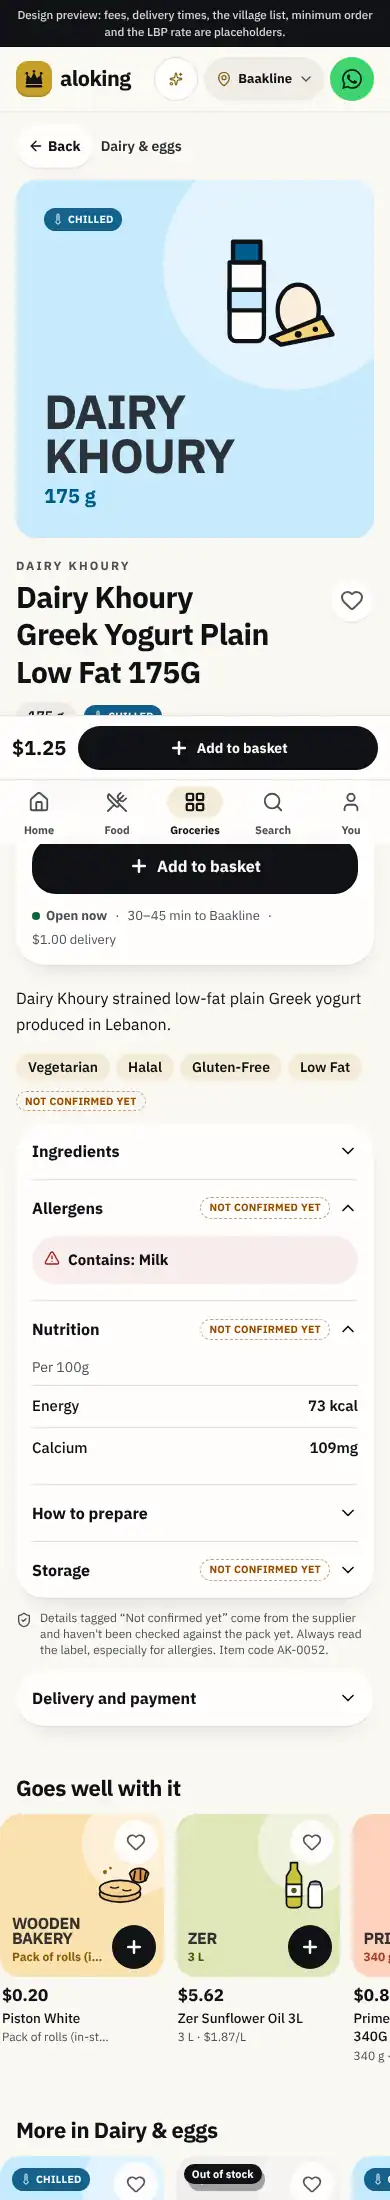 Design preview: fees, delivery times, the village list, minimum order
and the LBP rate are placeholders.
aloking
Baakline
Back
Dairy & eggs
CHILLED
DAIRY
KHOURY
175 g
DAIRY KHOURY
Dairy Khoury
Greek Yogurt Plain
Low Fat 175G
$1.25
Add to basket
Home
Food
Groceries
Search
You
Add to basket
Open now · 30–45 min to Baakline ·
$1.00 delivery
Dairy Khoury strained low-fat plain Greek yogurt
produced in Lebanon.
Vegetarian
Halal
Gluten-Free
Low Fat
NOT CONFIRMED YET
Ingredients
Allergens
NOT CONFIRMED YET
Contains: Milk
Nutrition
NOT CONFIRMED YET
Per 100g
Energy
73 kcal
Calcium
109mg
How to prepare
Storage
NOT CONFIRMED YET
Details tagged “Not confirmed yet” come from the supplier
and haven't been checked against the pack yet. Always read
the label, especially for allergies. Item code AK-0052.
Delivery and payment
Goes well with it
WOODEN
BAKERY
Pack of rolls (i...
ZER
3 L
PRI
340 g
$0.20
Piston White
Pack of rolls (in-st...
$5.62
Zer Sunflower Oil 3L
3 L · $1.87/L
$0.8
Prime
340G
340 g ·
More in Dairy & eggs
CHILLED
Out of stock